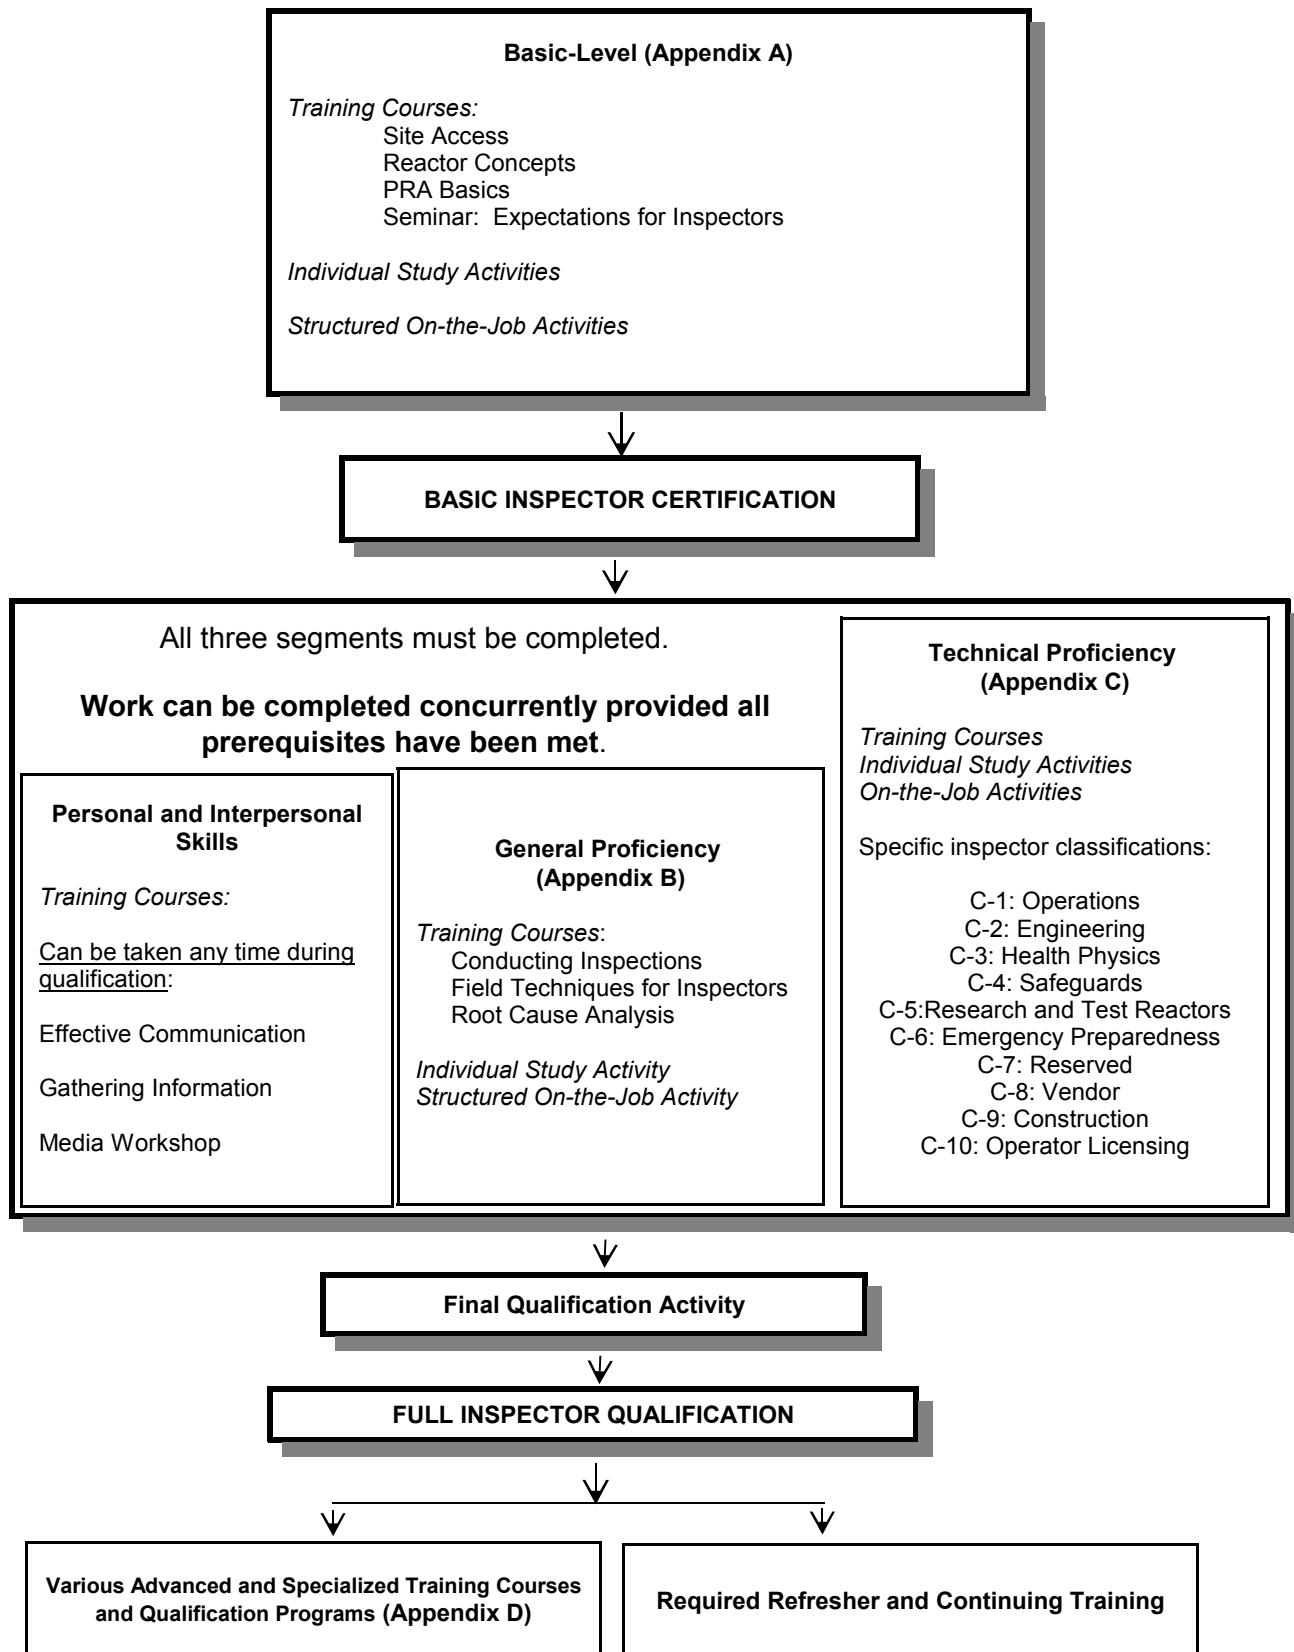 Basic-Level (Appendix A)
Training Courses:
Site Access
Reactor Concepts
PRA Basics
Seminar:  Expectations for Inspectors
Individual Study Activities
Structured On-the-Job Activities
BASIC INSPECTOR CERTIFICATION
All three segments must be completed.
Work can be completed concurrently provided all
prerequisites have been met.
Personal and Interpersonal
Skills
Training Courses:
Can be taken any time during
qualification:
Effective Communication
Gathering Information
Media Workshop
General Proficiency
(Appendix B)
Training Courses:
Conducting Inspections
Field Techniques for Inspectors
Root Cause Analysis
Individual Study Activity
Structured On-the-Job Activity
Technical Proficiency
(Appendix C)
Training Courses
Individual Study Activities
On-the-Job Activities
Specific inspector classifications:
C-1: Operations
C-2: Engineering
C-3: Health Physics
C-4: Safeguards
C-5:Research and Test Reactors
C-6: Emergency Preparedness
C-7: Reserved
C-8: Vendor
C-9: Construction
C-10: Operator Licensing
Final Qualification Activity
FULL INSPECTOR QUALIFICATION
Various Advanced and Specialized Training Courses
and Qualification Programs (Appendix D)
Required Refresher and Continuing Training